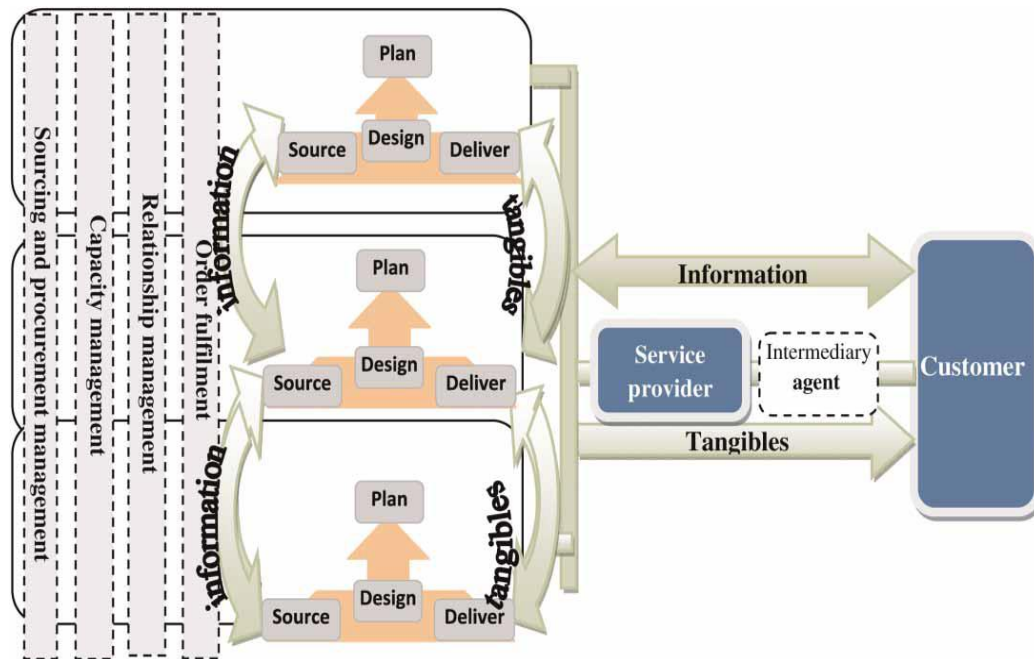 Sourcing and procurement management
Capacity management
Relationship management
Order fulfilment
Plan
Source
Design
Deliver
information
tangibles
Plan
Source
Design
Deliver
information
tangibles
Plan
Source
Design
Deliver
Information
Service
provider
Intermediary
agent
Customer
Tangibles